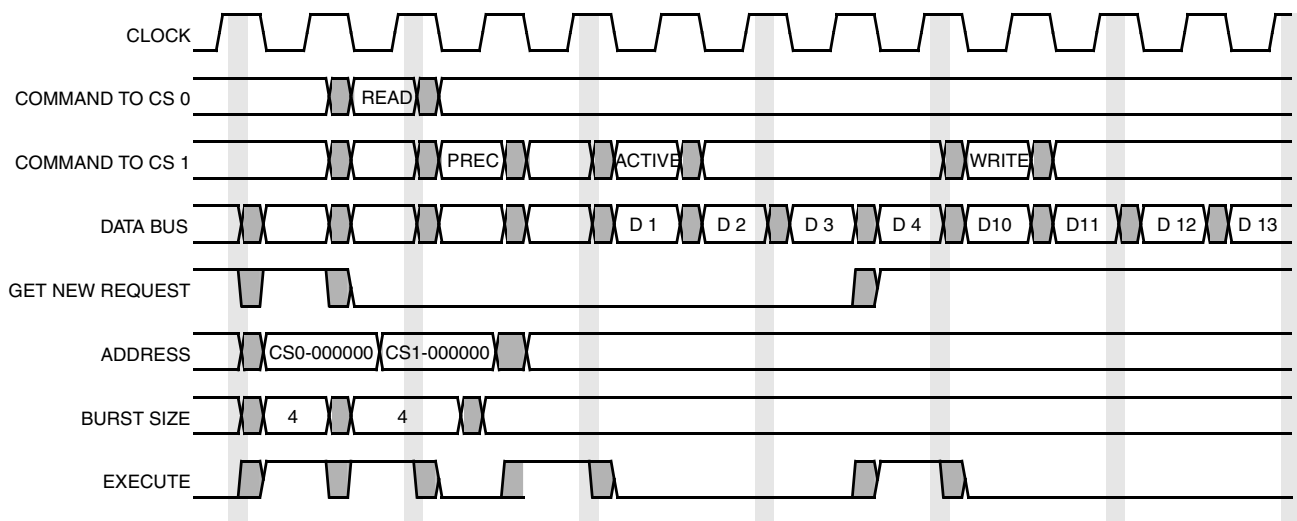 CLOCK
COMMAND TO CS 0 READ
COMMAND TO CS 1 PREC ACTIVE WRITE
DATA BUS D 1 D 2 D 3 D 4 D10 D11 D 12 D 13
GET NEW REQUEST
ADDRESS CS0-000000 CS1-000000
BURST SIZE 4 4
EXECUTE